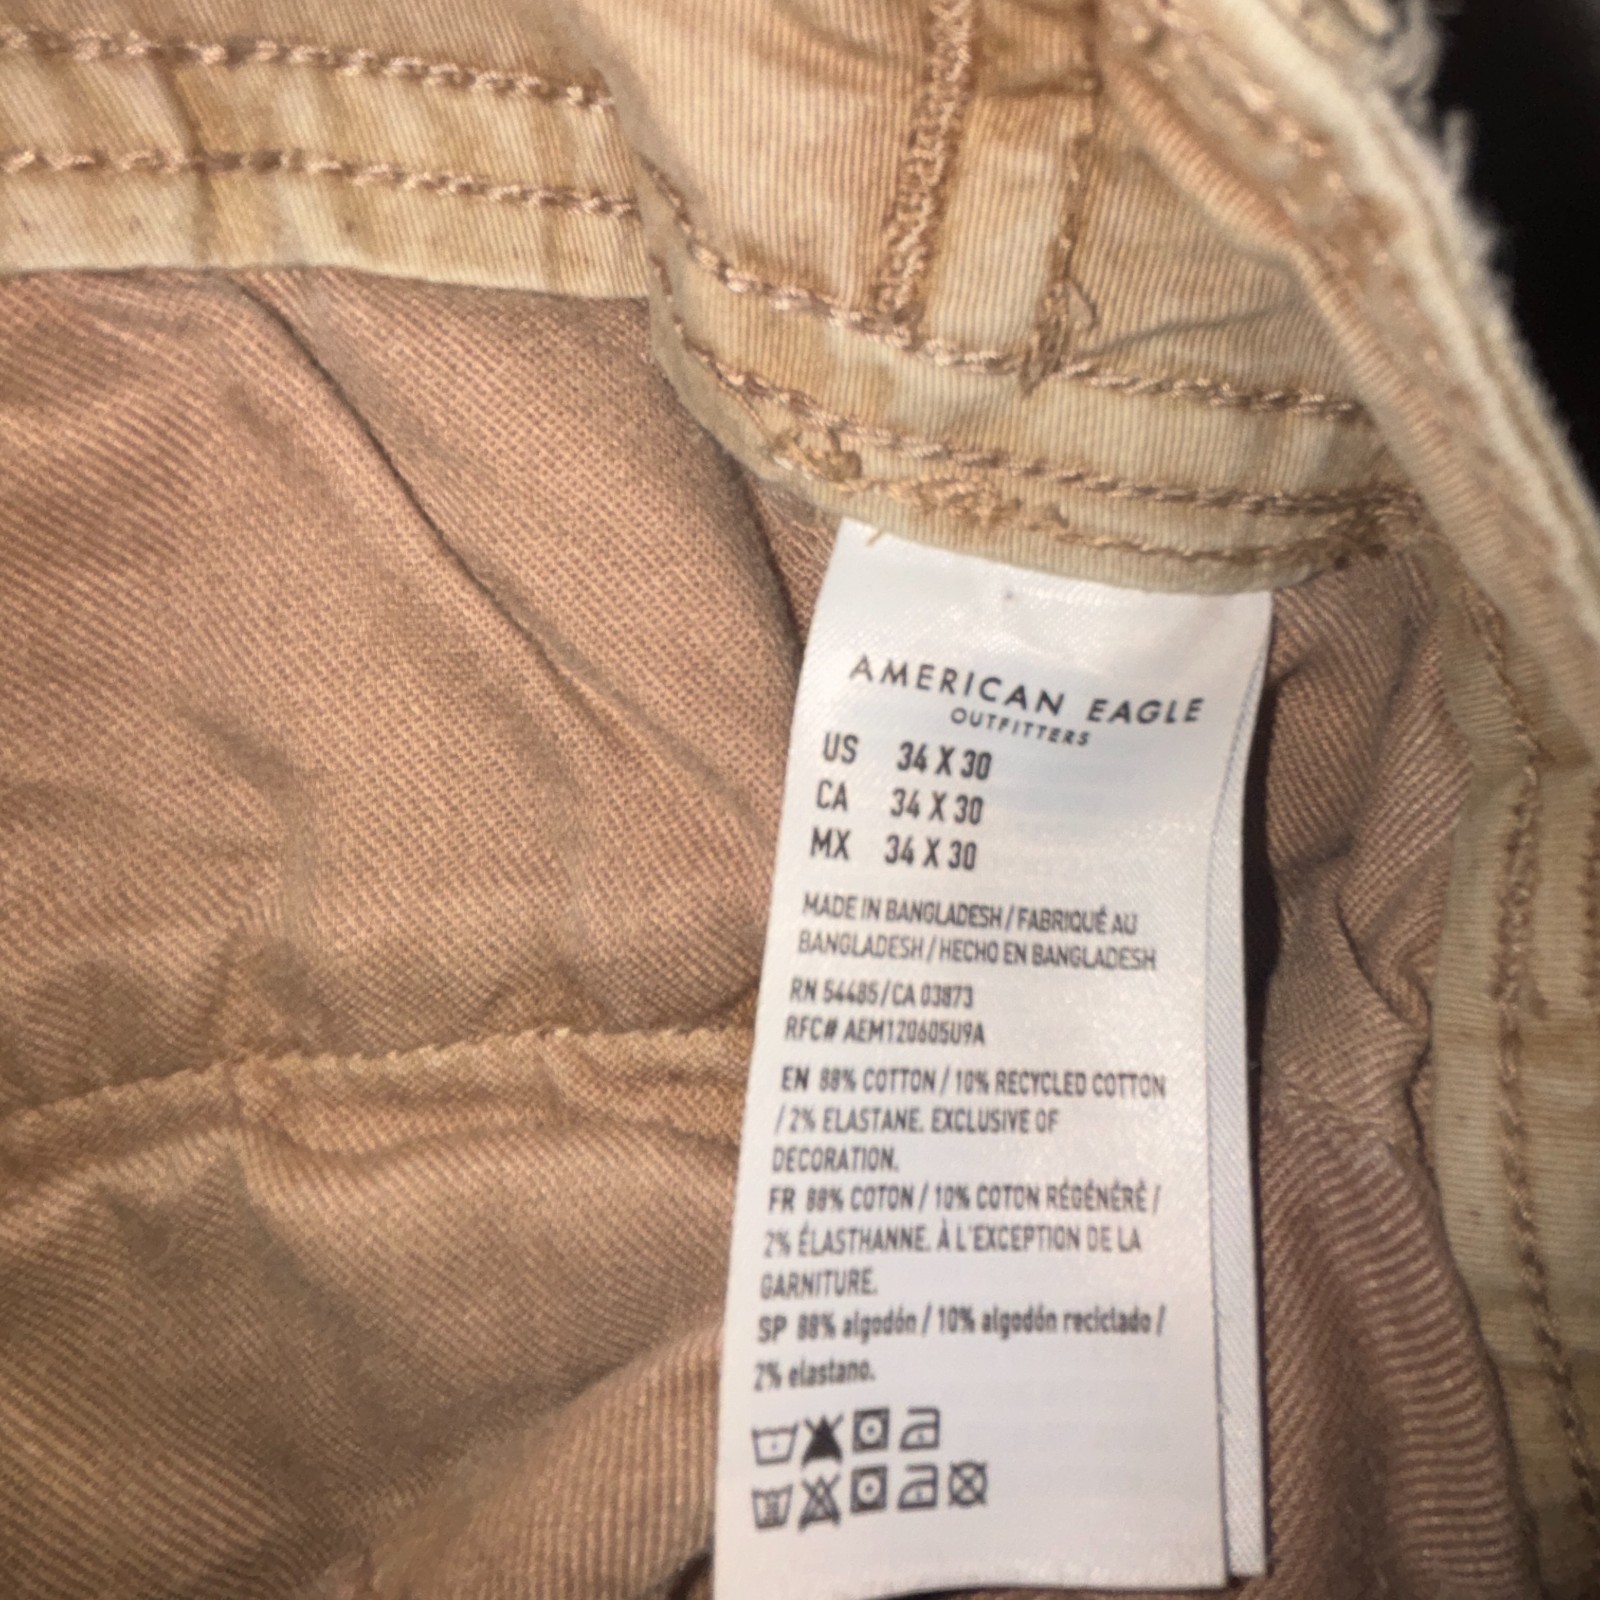 AMERICAN EAGLE
OUTFITTERS
US 34 X 30
CA 34 X 30
MX 34 X 30
MADE IN BANGLADESH / FABRIQUÉ AU
BANGLADESH / HECHO EN BANGLADESH
RN 54485 / CA 03873
RFC# AEM120605U9A
EN 88% COTTON / 10% RECYCLED COTTON
/ 2% ELASTANE. EXCLUSIVE OF
DECORATION.
FR 88% COTON / 10% COTON RÉGÉNÉRÉ /
2% ÉLASTHANNE. À L'EXCEPTION DE LA
GARNITURE.
SP 88% algodón / 10% algodón reciclado /
2% elastano.